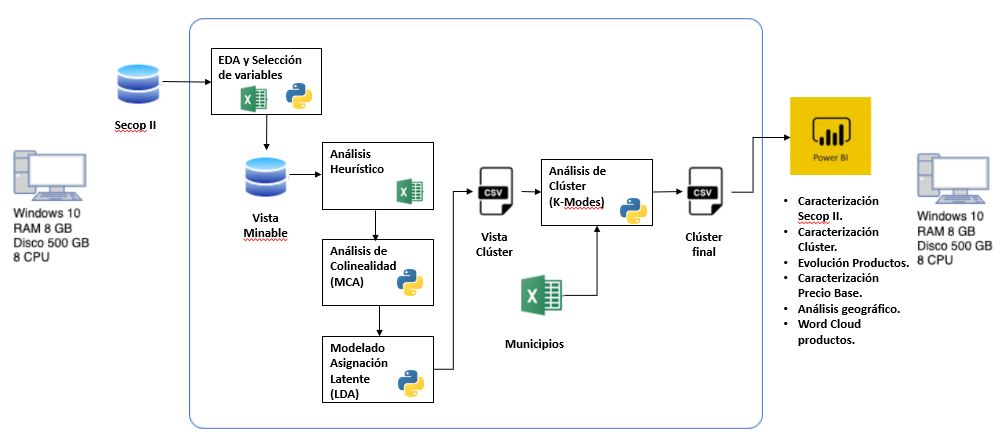 EDA y Selección
de variables
X
Secop II
Windows 10
RAM 8 GB
Disco 500 GB
8 CPU
Vista
Minable
Análisis
Heurístico
X
Análisis de
Colinealidad
(MCA)
Modelado
Asignación
Latente
(LDA)
CSV
Vista
Clúster
Análisis de
Clúster
(K-Modes)
X
Municipios
CSV
Clúster
final
Power BI
• Caracterización
Secop II.
• Caracterización
Clúster.
• Evolución Productos.
• Caracterización
Precio Base.
• Análisis geográfico.
• Word Cloud
productos.
Windows 10
RAM 8 GB
Disco 500 GB
8 CPU